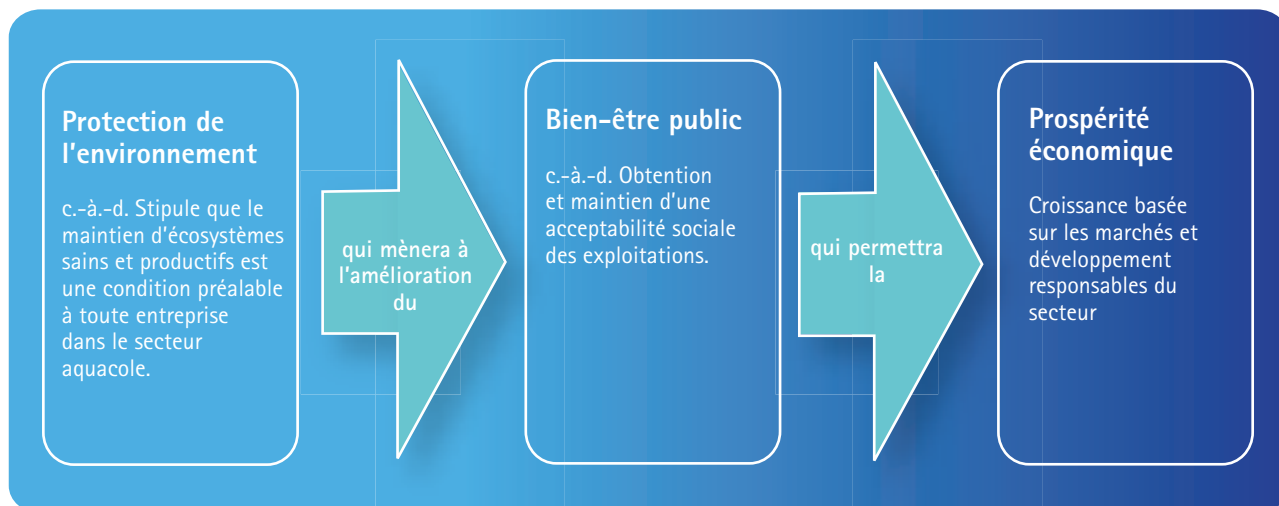 Protection de
l'environnement
c.-à.-d. Stipule que le
maintien d'écosystèmes
sains et productifs est
une condition préalable
à toute entreprise
dans le secteur
aquacole.
qui mènera à
l'amélioration
du
Bien-être public
c.-à.-d. Obtention
et maintien d'une
acceptabilité sociale
des exploitations.
qui permettra
la
Prospérité
économique
Croissance basée
sur les marchés et
développement
responsables du
secteur